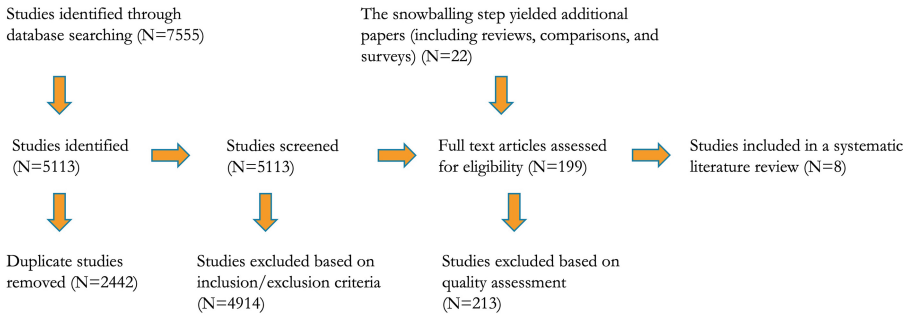 Studies identified through
database searching (N=7555)
The snowballing step yielded additional
papers (including reviews, comparisons, and
surveys) (N=22)
Studies identified
(N=5113)
Studies screened
(N=5113)
Full text articles assessed
for eligibility (N=199)
Studies included in a systematic
literature review (N=8)
Duplicate studies
removed (N=2442)
Studies excluded based on
inclusion/exclusion criteria
(N=4914)
Studies excluded based on
quality assessment
(N=213)